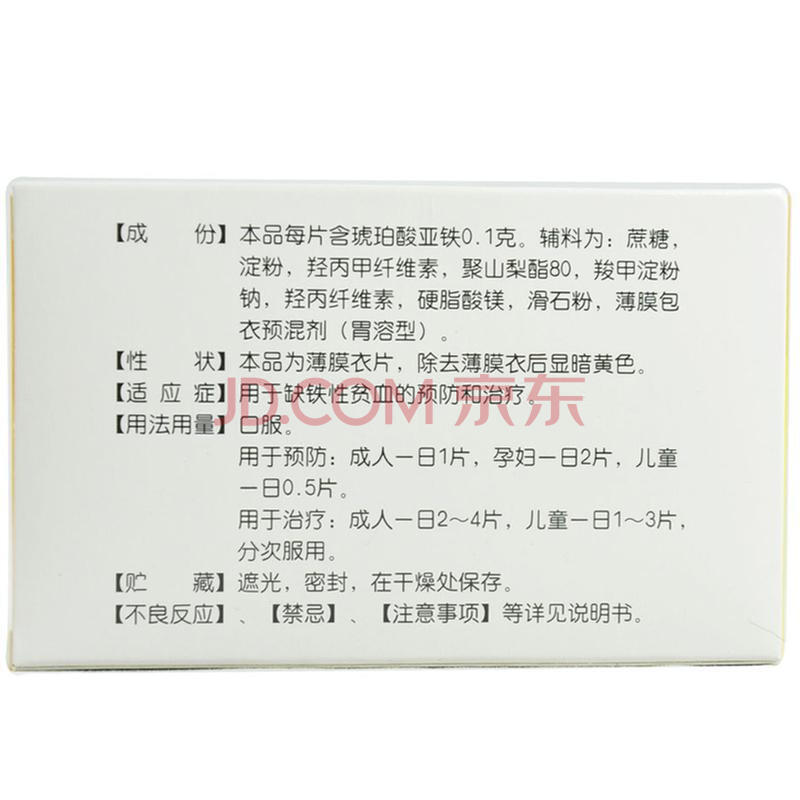 【成 份】本品每片含琥珀酸亚铁0.1克。辅料为：蔗糖，
淀粉，羟丙甲纤维素，聚山梨酯80，羧甲淀粉
钠，羟丙纤维素，硬脂酸镁，滑石粉，薄膜包
衣预混剂（胃溶型）。
【性 状】本品为薄膜衣片，除去薄膜衣后显暗黄色。
【适 应 症】用于缺铁性贫血的预防和治疗。
JD.COM 京东
【用法用量】口服。
用于预防：成人一日1片，孕妇一日2片，儿童
一日0.5片。
用于治疗：成人一日2～4片，儿童一日1～3片，
分次服用。
【贮 藏】遮光，密封，在干燥处保存。
【不良反应】、【禁忌】、【注意事项】等详见说明书。